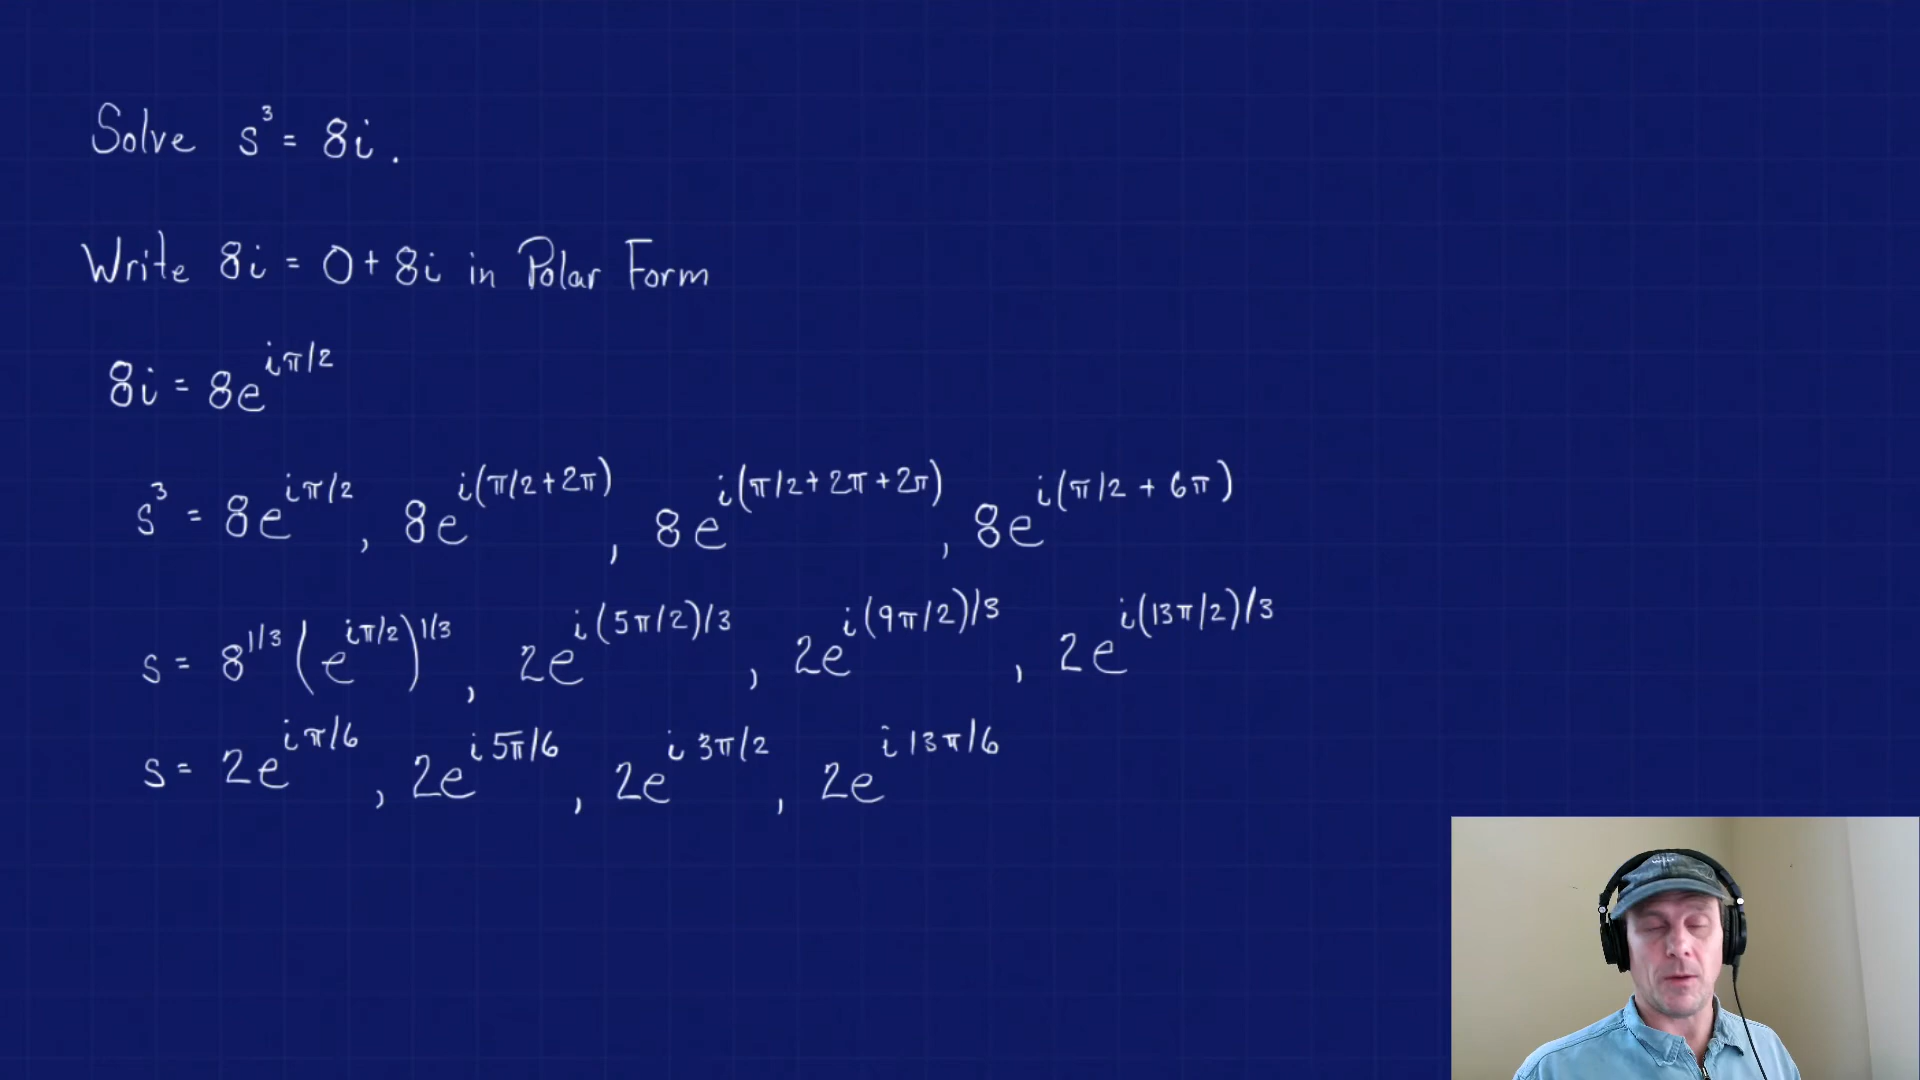 Solve s³ = 8i.
Write 8i = 0 + 8i in Polar Form
8i = 8e^{iπ/2}
s³ = 8e^{iπ/2}, 8e^{i(π/2+2π)}, 8e^{i(π/2+2π+2π)}, 8e^{i(π/2+6π)}
s = 8^{1/3}(e^{iπ/2})^{1/3}, 2e^{i(5π/2)/3}, 2e^{i(9π/2)/3}, 2e^{i(13π/2)/3}
s = 2e^{iπ/6}, 2e^{i5π/6}, 2e^{i3π/2}, 2e^{i13π/6}